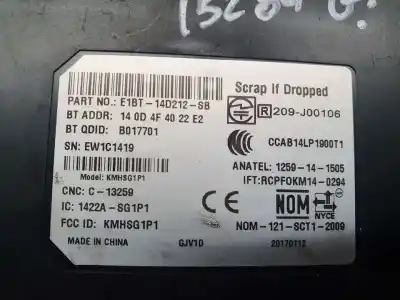 Scrap If Dropped
PART NO.: E1BT-14D212-SB
BT ADDR: 14 0D 4F 40 22 E2
R 209-J00106
BT QDID: B017701
CCAB14LP1900T1
SN: EW1C1419
ANATEL: 1259-14-1505
Model: KMHSG1P1
IFT:RCPFOKM14-0294
CNC: C-13259
CE
NOM
NYCE
IC: 1422A-SG1P1
FCC ID: KMHSG1P1
NOM-121-SCT1-2009
MADE IN CHINA
GJV1D
20170112